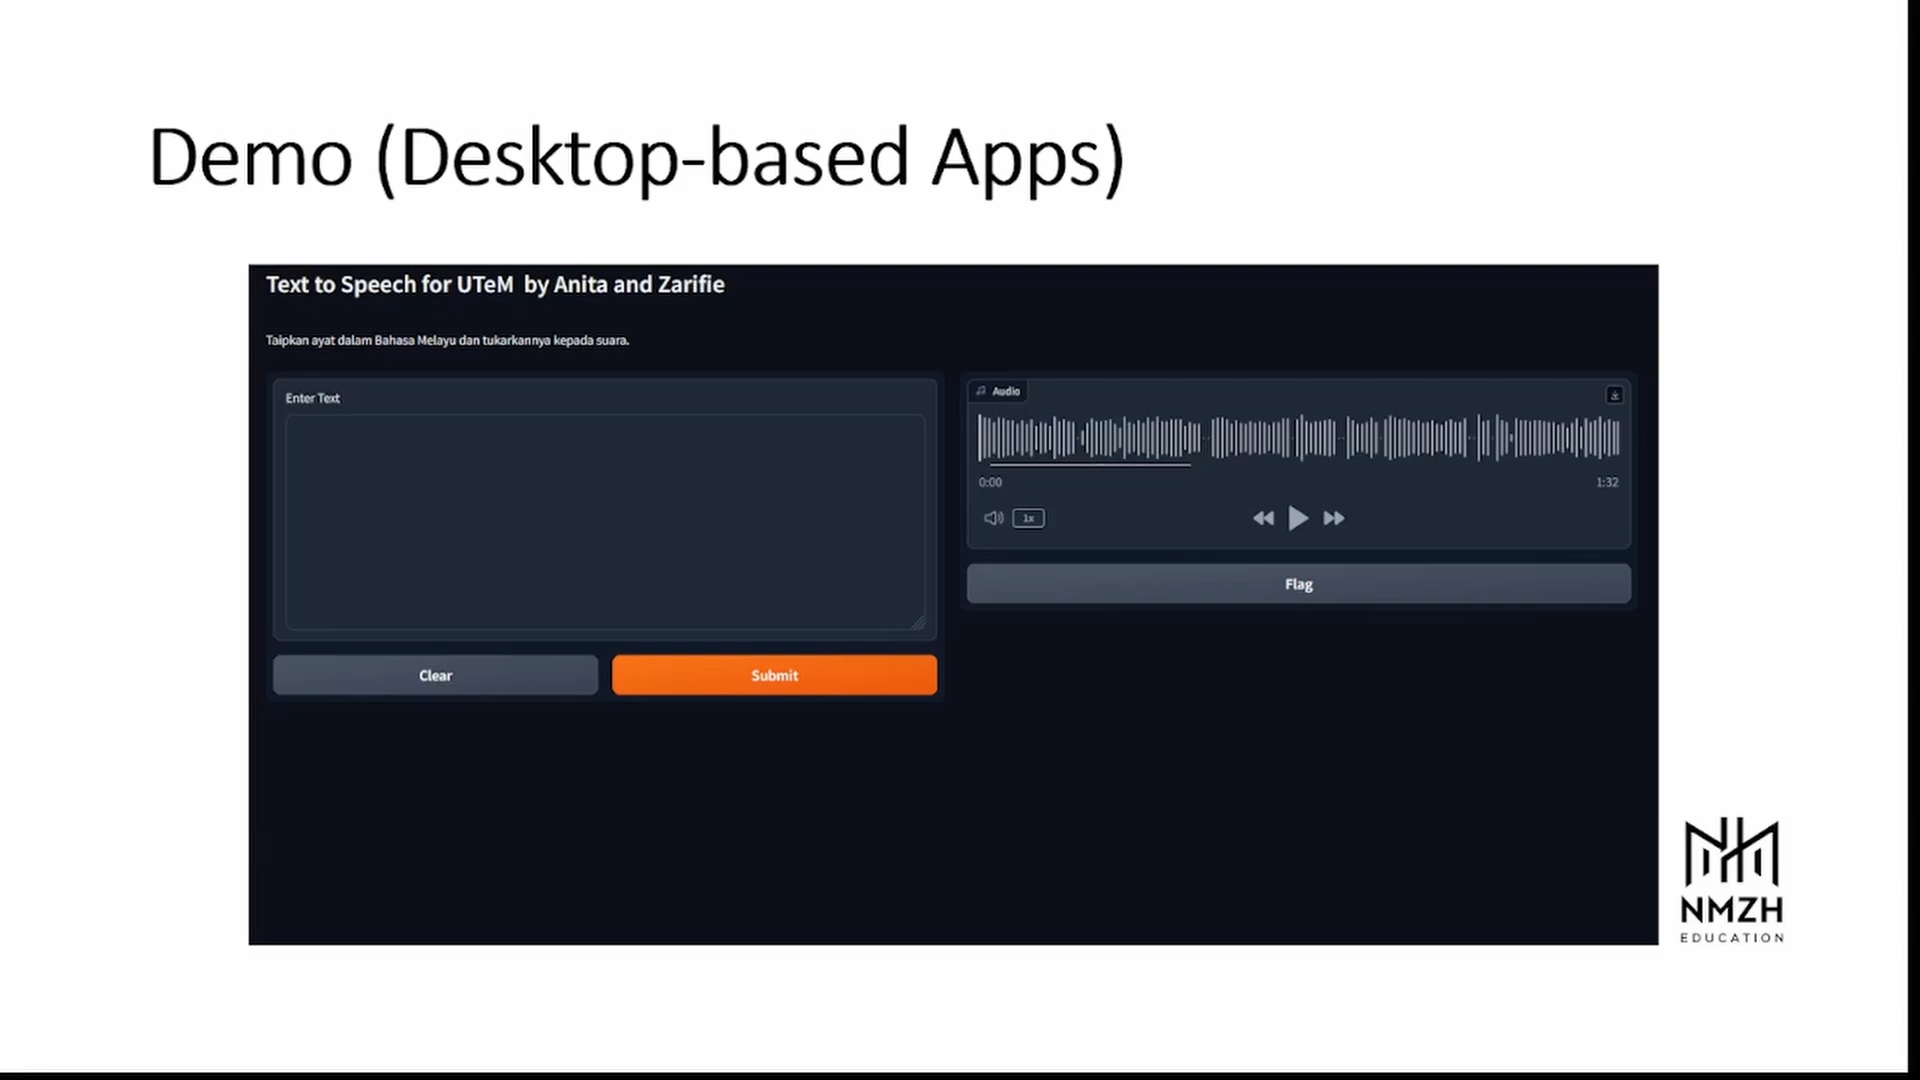 Demo (Desktop-based Apps)
Text to Speech for UTeM by Anita and Zarifie
Taipkan ayat dalam Bahasa Melayu dan tukarkannya kepada suara.
Enter Text
Clear
Submit
Audio
0:00
1:32
1x
Flag
NMZH
EDUCATION